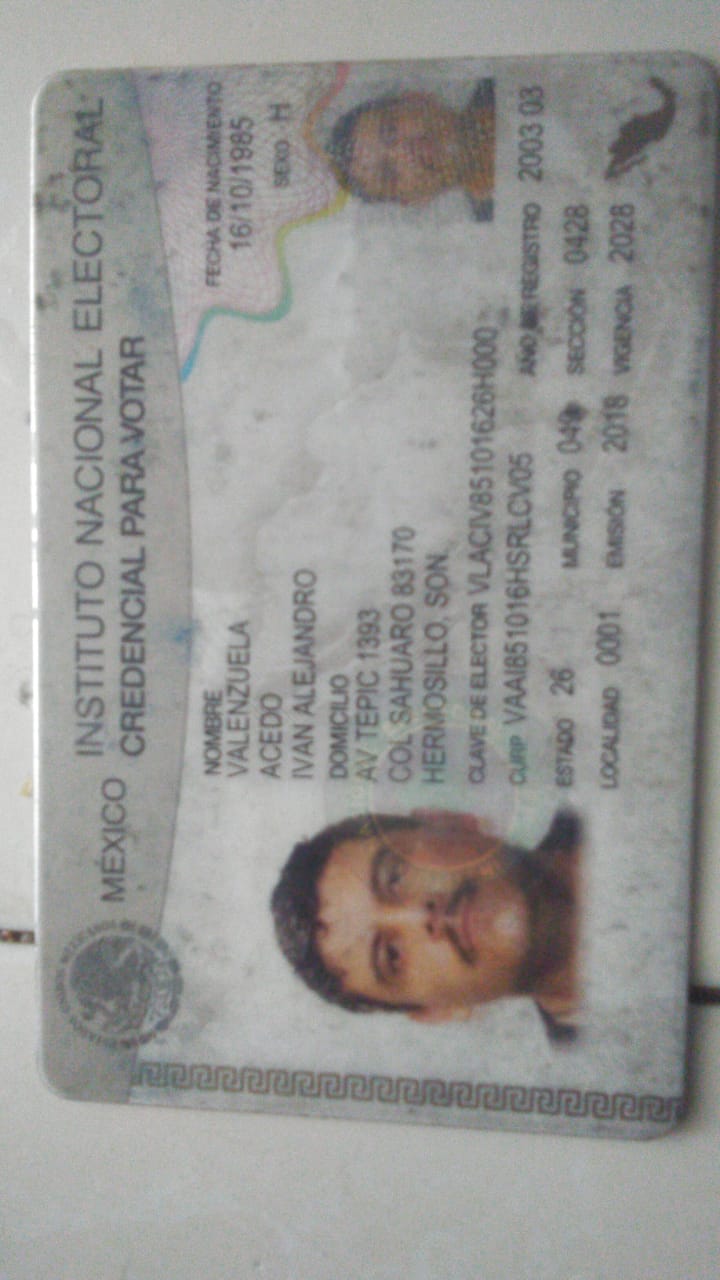 MÉXICO INSTITUTO NACIONAL ELECTORAL
CREDENCIAL PARA VOTAR
NOMBRE
VALENZUELA
ACEDO
IVAN ALEJANDRO
FECHA DE NACIMIENTO
16/10/1985
SEXO H
DOMICILIO
AV TEPIC 1393
COL SAHUARO 83170
HERMOSILLO, SON.
CLAVE DE ELECTOR VLACIV85101626H000
CURP VAAI851016HSRLCV05 AÑO DE REGISTRO 2003 03
ESTADO 26 MUNICIPIO SECCIÓN 0428
LOCALIDAD 0001 EMISIÓN 2018 VIGENCIA 2028